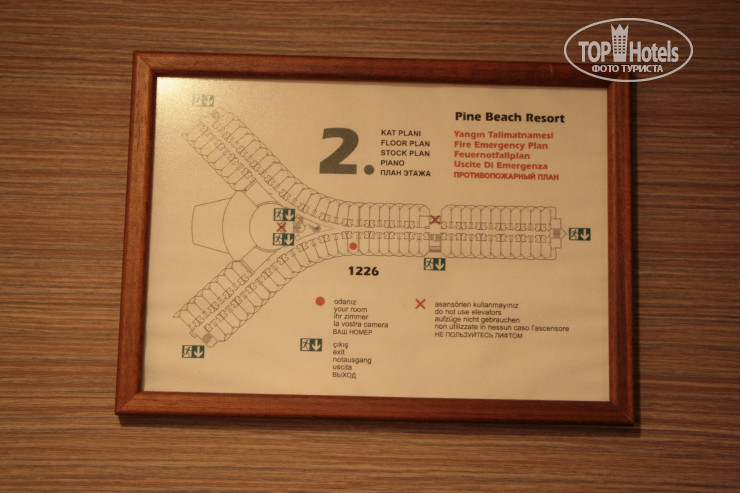 TOP Hotels
ФОТО ТУРИСТА
Pine Beach Resort
2.
KAT PLANI
FLOOR PLAN
STOCK PLAN
PIANO
ПЛАН ЭТАЖА
Yangın Talimatnamesi
Fire Emergency Plan
Feuernotfallplan
Uscite Di Emergenza
ПРОТИВОПОЖАРНЫЙ ПЛАН
1226
odanız
your room
ihr zimmer
la vostra camera
ВАШ НОМЕР
asansörleri kullanmayınız
do not use elevators
aufzüge nicht gebrauchen
non utilizzate in nessun caso l'ascensore
НЕ ПОЛЬЗУЙТЕСЬ ЛИФТОМ
çıkış
exit
notausgang
uscita
ВЫХОД